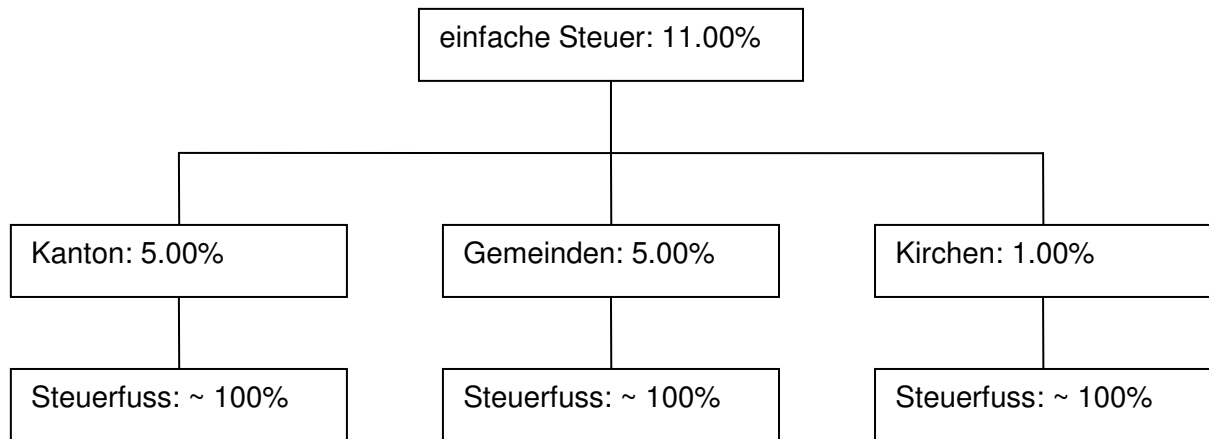 einfache Steuer: 11.00%
Kanton: 5.00%
Gemeinden: 5.00%
Kirchen: 1.00%
Steuerfuss: ~ 100%
Steuerfuss: ~ 100%
Steuerfuss: ~ 100%